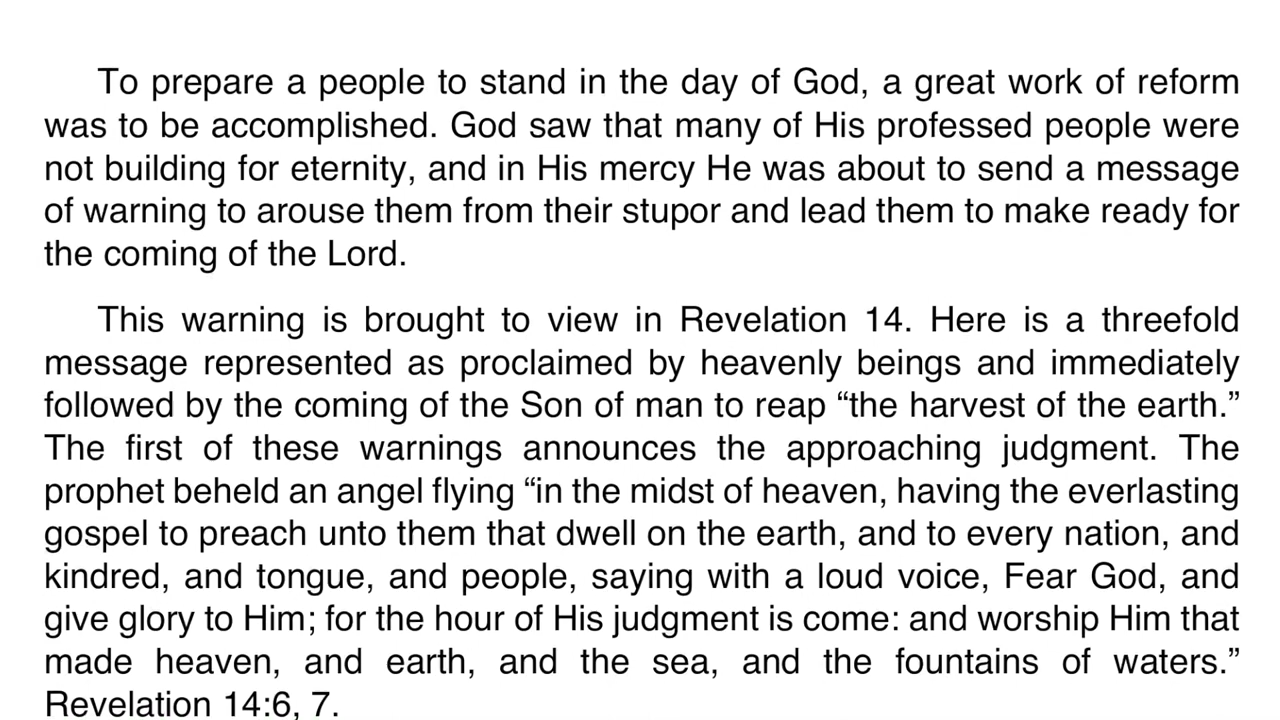 To prepare a people to stand in the day of God, a great work of reform
was to be accomplished. God saw that many of His professed people were
not building for eternity, and in His mercy He was about to send a message
of warning to arouse them from their stupor and lead them to make ready for
the coming of the Lord.
This warning is brought to view in Revelation 14. Here is a threefold
message represented as proclaimed by heavenly beings and immediately
followed by the coming of the Son of man to reap “the harvest of the earth.”
The first of these warnings announces the approaching judgment. The
prophet beheld an angel flying “in the midst of heaven, having the everlasting
gospel to preach unto them that dwell on the earth, and to every nation, and
kindred, and tongue, and people, saying with a loud voice, Fear God, and
give glory to Him; for the hour of His judgment is come: and worship Him that
made heaven, and earth, and the sea, and the fountains of waters.”
Revelation 14:6, 7.